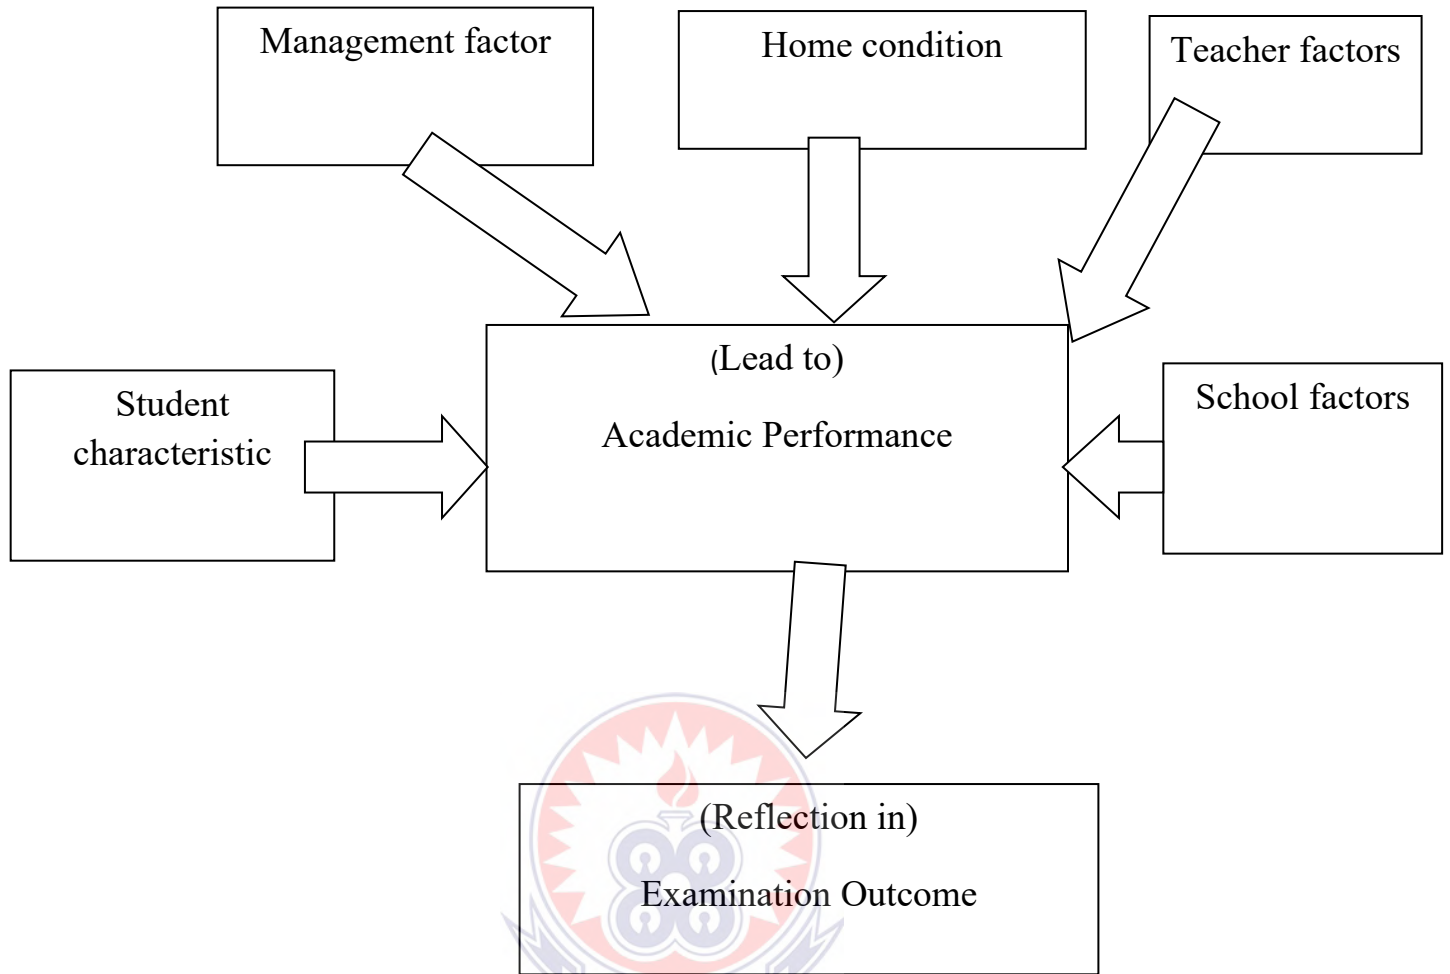 Management factor
Home condition
Teacher factors
Student
characteristic
(Lead to)
Academic Performance
School factors
(Reflection in)
Examination Outcome